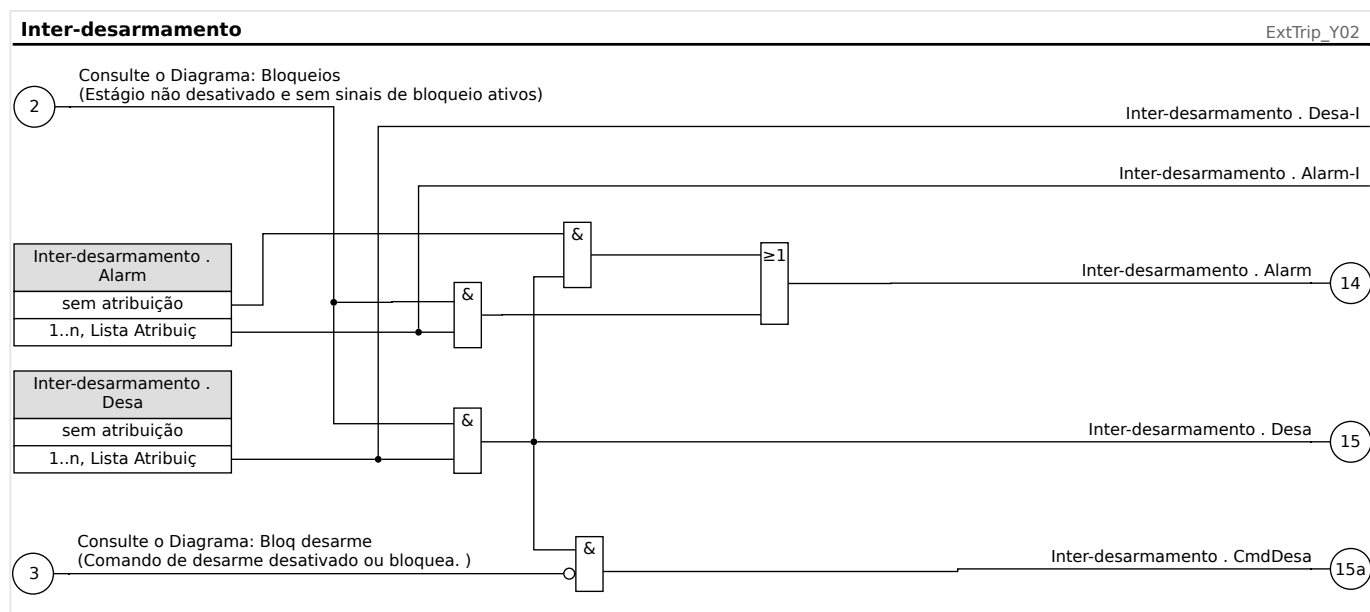 Inter-desarmamento
ExtTrip_Y02
Consulte o Diagrama: Bloqueios
(Estágio não desativado e sem sinais de bloqueio ativos)
2
Inter-desarmamento . Desa-I
Inter-desarmamento . Alarm-I
&
Inter-desarmamento .
Alarm
sem atribuição
1..n, Lista Atribuiç
≥1
Inter-desarmamento . Alarm
14
&
Inter-desarmamento .
Desa
sem atribuição
1..n, Lista Atribuiç
&
Inter-desarmamento . Desa
15
Consulte o Diagrama: Bloq desarme
(Comando de desarme desativado ou bloquea. )
3
&
Inter-desarmamento . CmdDesa
15a